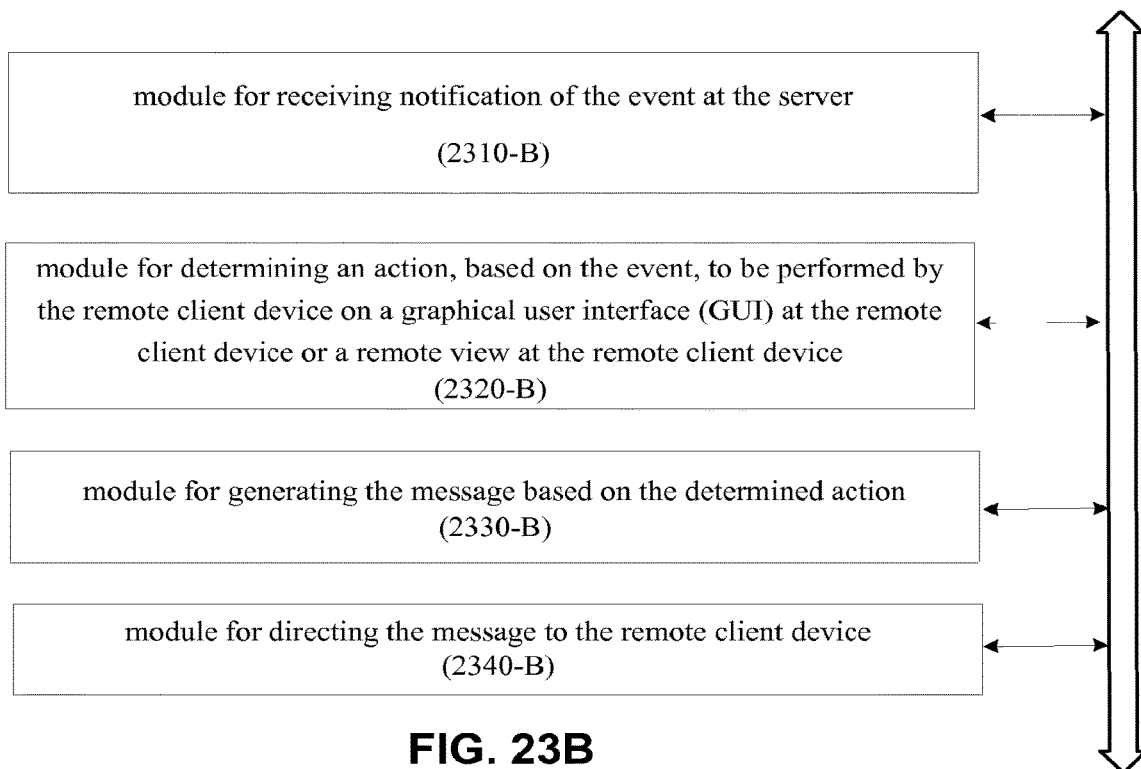 module for receiving notification of the event at the server
(2310-B)
module for determining an action, based on the event, to be performed by
the remote client device on a graphical user interface (GUI) at the remote
client device or a remote view at the remote client device
(2320-B)
module for generating the message based on the determined action
(2330-B)
module for directing the message to the remote client device
(2340-B)
FIG. 23B